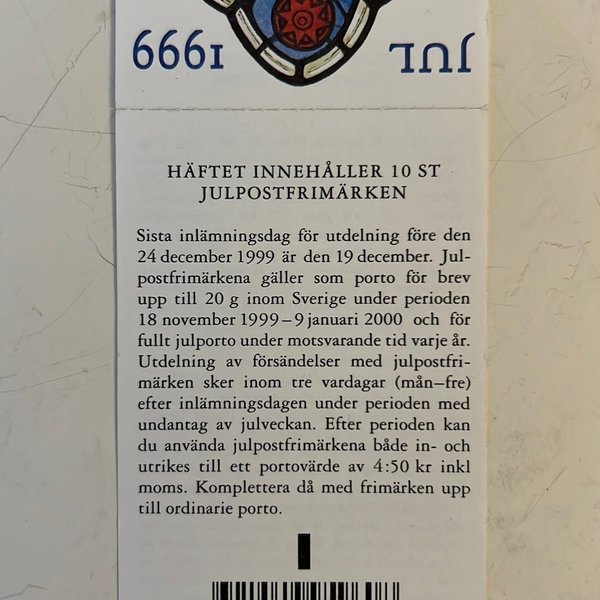 JUL 1999
HÄFTET INNEHÅLLER 10 ST
JULPOSTFRIMÄRKEN
Sista inlämningsdag för utdelning före den
24 december 1999 är den 19 december. Jul-
postfrimärkena gäller som porto för brev
upp till 20 g inom Sverige under perioden
18 november 1999–9 januari 2000 och för
fullt julporto under motsvarande tid varje år.
Utdelning av försändelser med julpostfri-
märken sker inom tre vardagar (mån–fre)
efter inlämningsdagen under perioden med
undantag av julveckan. Efter perioden kan
du använda julpostfrimärkena både in- och
utrikes till ett portovärde av 4:50 kr inkl
moms. Komplettera då med frimärken upp
till ordinarie porto.